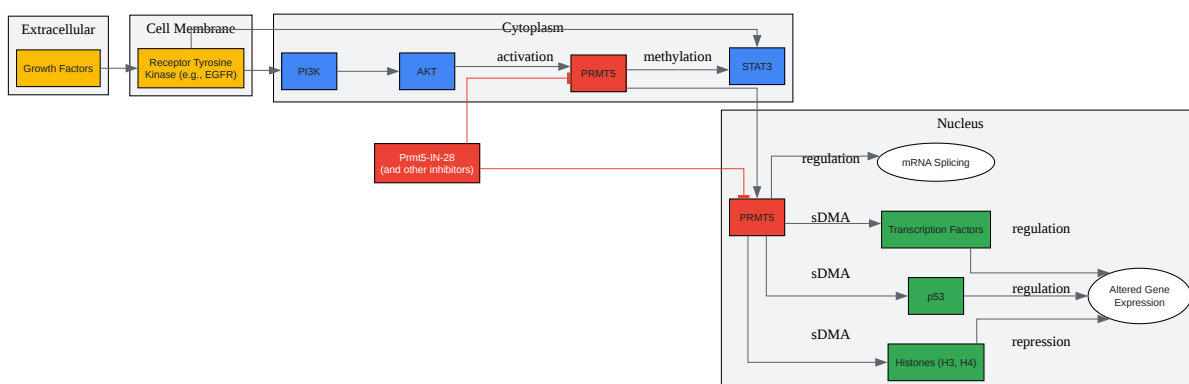 Extracellular
Cell Membrane
Cytoplasm
Growth Factors
Receptor Tyrosine
Kinase (e.g., EGFR)
PI3K
AKT
activation
PRMT5
methylation
STAT3
Prmt5-IN-28
(and other inhibitors)
Nucleus
regulation
mRNA Splicing
PRMT5
sDMA
Transcription Factors
regulation
sDMA
p53
regulation
Altered Gene
Expression
sDMA
Histones (H3, H4)
repression